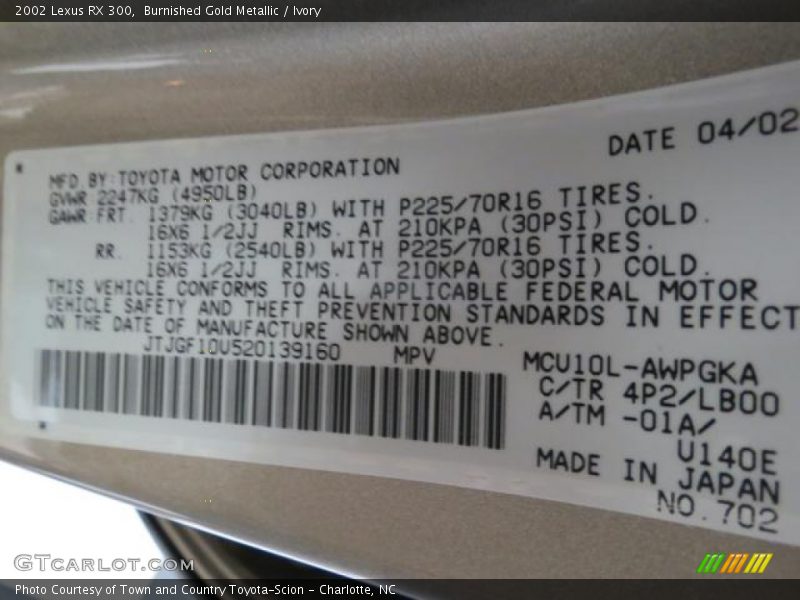 2002 Lexus RX 300, Burnished Gold Metallic / Ivory
DATE 04/02
MFD BY:TOYOTA MOTOR CORPORATION
GVWR 2247KG (4950LB)
GAWR FRT. 1379KG (3040LB) WITH P225/70R16 TIRES.
16X6 1/2JJ RIMS. AT 210KPA (30PSI) COLD.
RR. 1153KG (2540LB) WITH P225/70R16 TIRES.
16X6 1/2JJ RIMS. AT 210KPA (30PSI) COLD.
THIS VEHICLE CONFORMS TO ALL APPLICABLE FEDERAL MOTOR
VEHICLE SAFETY AND THEFT PREVENTION STANDARDS IN EFFECT
ON THE DATE OF MANUFACTURE SHOWN ABOVE.
JTJGF10U520139160 MPV
MCU10L-AWPGKA
C/TR 4P2/LB00
A/TM -01A/
U140E
MADE IN JAPAN
NO.702
GTcarlot.com
Photo Courtesy of Town and Country Toyota-Scion - Charlotte, NC